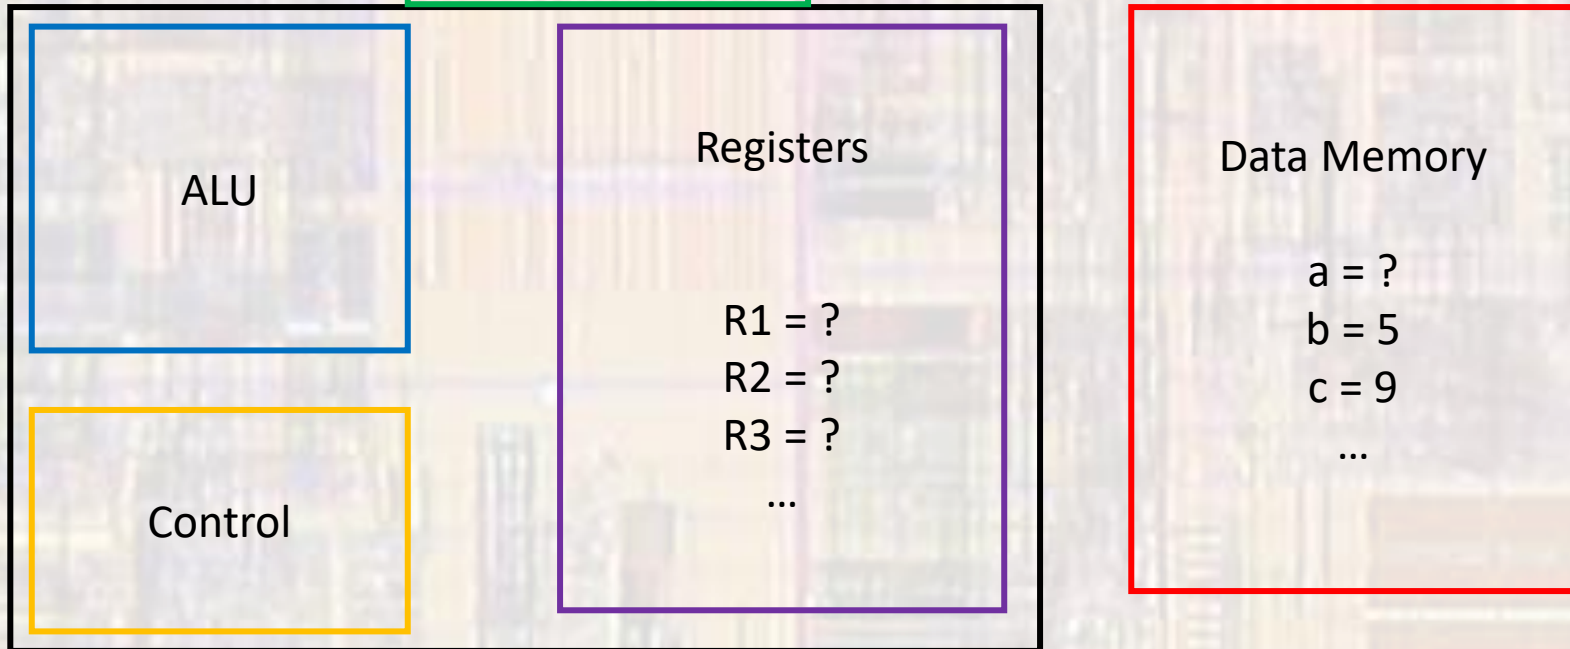 ALU
Control
Registers
R1 = ?
R2 = ?
R3 = ?
...
Data Memory
a = ?
b = 5
c = 9
...